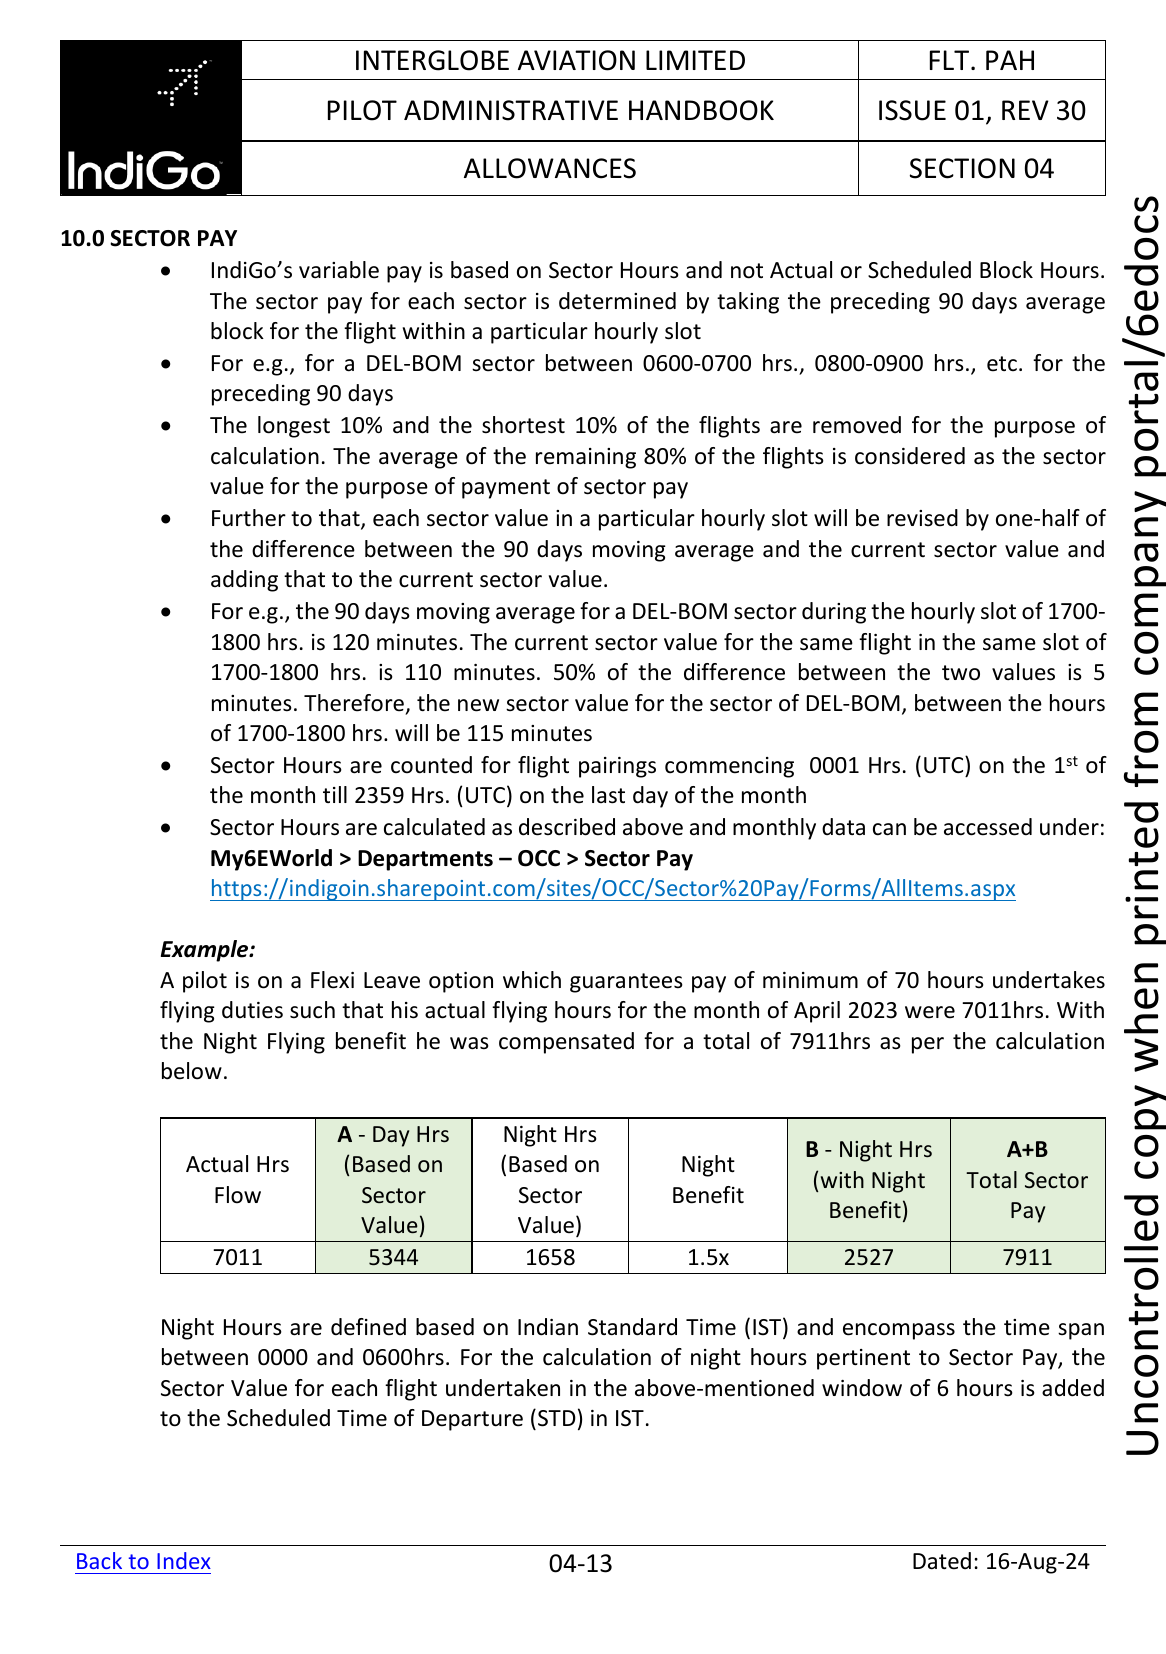 INTERGLOBE AVIATION LIMITED
FLT. PAH
PILOT ADMINISTRATIVE HANDBOOK
ISSUE 01, REV 30
IndiGo
ALLOWANCES
SECTION 04
10.0 SECTOR PAY
• IndiGo’s variable pay is based on Sector Hours and not Actual or Scheduled Block Hours.
The sector pay for each sector is determined by taking the preceding 90 days average
block for the flight within a particular hourly slot
• For e.g., for a DEL-BOM sector between 0600-0700 hrs., 0800-0900 hrs., etc. for the
preceding 90 days
• The longest 10% and the shortest 10% of the flights are removed for the purpose of
calculation. The average of the remaining 80% of the flights is considered as the sector
value for the purpose of payment of sector pay
• Further to that, each sector value in a particular hourly slot will be revised by one-half of
the difference between the 90 days moving average and the current sector value and
adding that to the current sector value.
• For e.g., the 90 days moving average for a DEL-BOM sector during the hourly slot of 1700-
1800 hrs. is 120 minutes. The current sector value for the same flight in the same slot of
1700-1800 hrs. is 110 minutes. 50% of the difference between the two values is 5
minutes. Therefore, the new sector value for the sector of DEL-BOM, between the hours
of 1700-1800 hrs. will be 115 minutes
• Sector Hours are counted for flight pairings commencing 0001 Hrs. (UTC) on the 1st of
the month till 2359 Hrs. (UTC) on the last day of the month
• Sector Hours are calculated as described above and monthly data can be accessed under:
My6EWorld > Departments – OCC > Sector Pay
https://indigoin.sharepoint.com/sites/OCC/Sector%20Pay/Forms/AllItems.aspx
Example:
A pilot is on a Flexi Leave option which guarantees pay of minimum of 70 hours undertakes
flying duties such that his actual flying hours for the month of April 2023 were 7011hrs. With
the Night Flying benefit he was compensated for a total of 7911hrs as per the calculation
below.
Actual Hrs
Flow
A - Day Hrs
(Based on
Sector
Value)
Night Hrs
(Based on
Sector
Value)
Night
Benefit
B - Night Hrs
(with Night
Benefit)
A+B
Total Sector
Pay
7011
5344
1658
1.5x
2527
7911
Night Hours are defined based on Indian Standard Time (IST) and encompass the time span
between 0000 and 0600hrs. For the calculation of night hours pertinent to Sector Pay, the
Sector Value for each flight undertaken in the above-mentioned window of 6 hours is added
to the Scheduled Time of Departure (STD) in IST.
Back to Index
04-13
Dated: 16-Aug-24
Uncontrolled copy when printed from company portal/6edocs